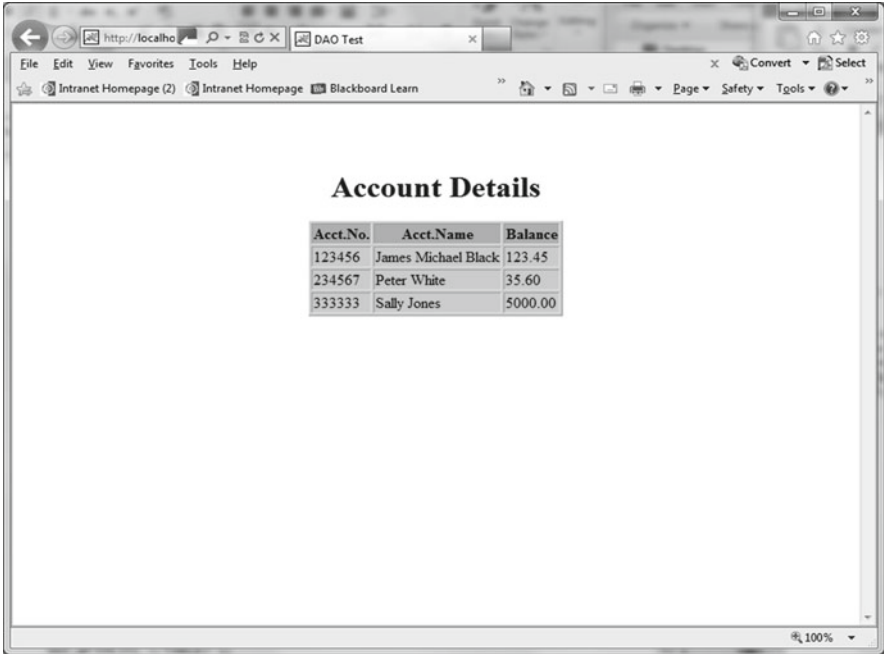 http://localho
DAO Test
File Edit View Favorites Tools Help
Convert Select
Intranet Homepage (2) Intranet Homepage Blackboard Learn
Page Safety Tools
Account Details
Acct.No. Acct.Name Balance
123456 James Michael Black 123.45
234567 Peter White 35.60
333333 Sally Jones 5000.00
100%